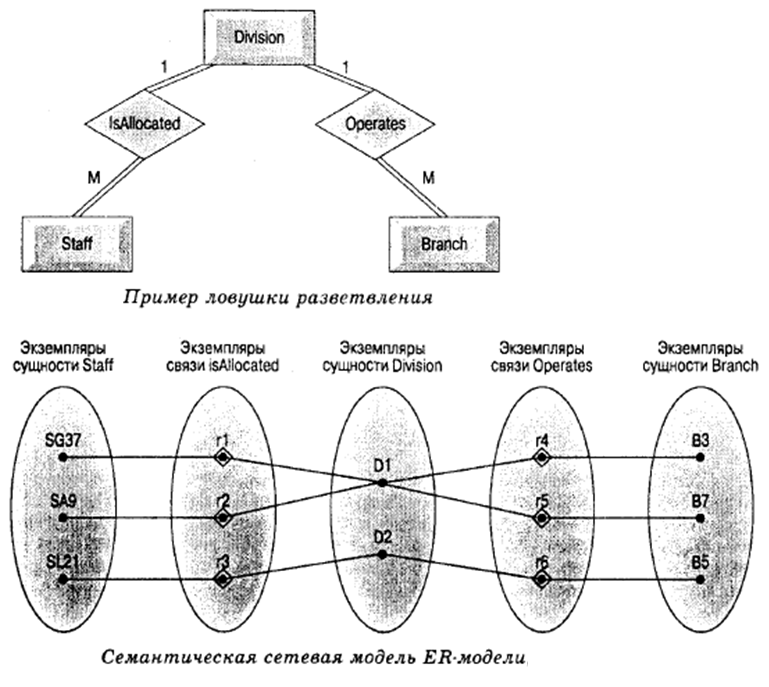 Division
1
1
IsAllocated
Operates
M
M
Staff
Branch
Пример ловушки разветвления
Экземпляры сущности Staff
Экземпляры связи isAllocated
Экземпляры сущности Division
Экземпляры связи Operates
Экземпляры сущности Branch
SG37
r1
D1
r4
B3
SA9
r2
r5
B7
D2
SL21
r3
r6
B5
Семантическая сетевая модель ER-модели